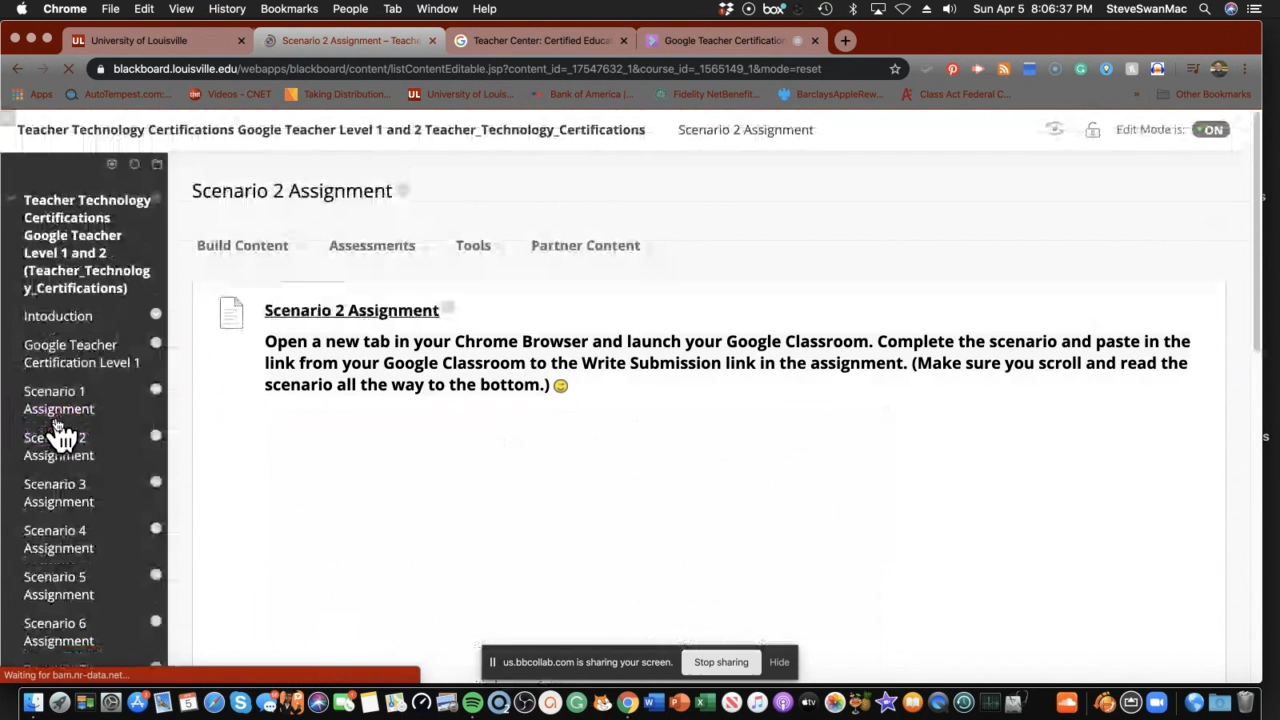 Chrome File Edit View History Bookmarks People Tab Window Help box Sun Apr 5 8:06:37 PM SteveSwanMac
University of Louisville Scenario 2 Assignment – Teache Teacher Center: Certified Educat Google Teacher Certification
blackboard.louisville.edu/webapps/blackboard/content/listContentEditable.jsp?content_id=_17547632_1&course_id=_1565149_1&mode=reset
Apps AutoTempest.com:... Videos - CNET Taking Distribution... UL University of Louis... Bank of America |... Fidelity NetBenefit... BarclaysAppleRew... Class Act Federal C... » Other Bookmarks
Teacher Technology Certifications Google Teacher Level 1 and 2 Teacher_Technology_Certifications Scenario 2 Assignment Edit Mode is: ON
Teacher Technology
Certifications
Google Teacher
Level 1 and 2
(Teacher_Technolog
y_Certifications)
Intoduction
Google Teacher
Certification Level 1
Scenario 1
Assignment
Sce 2
Assignment
Scenario 3
Assignment
Scenario 4
Assignment
Scenario 5
Assignment
Scenario 6
Assignment
Scenario 2 Assignment
Build Content Assessments Tools Partner Content
Scenario 2 Assignment
Open a new tab in your Chrome Browser and launch your Google Classroom. Complete the scenario and paste in the
link from your Google Classroom to the Write Submission link in the assignment. (Make sure you scroll and read the
scenario all the way to the bottom.)
us.bbcollab.com is sharing your screen. Stop sharing Hide
Waiting for bam.nr-data.net...